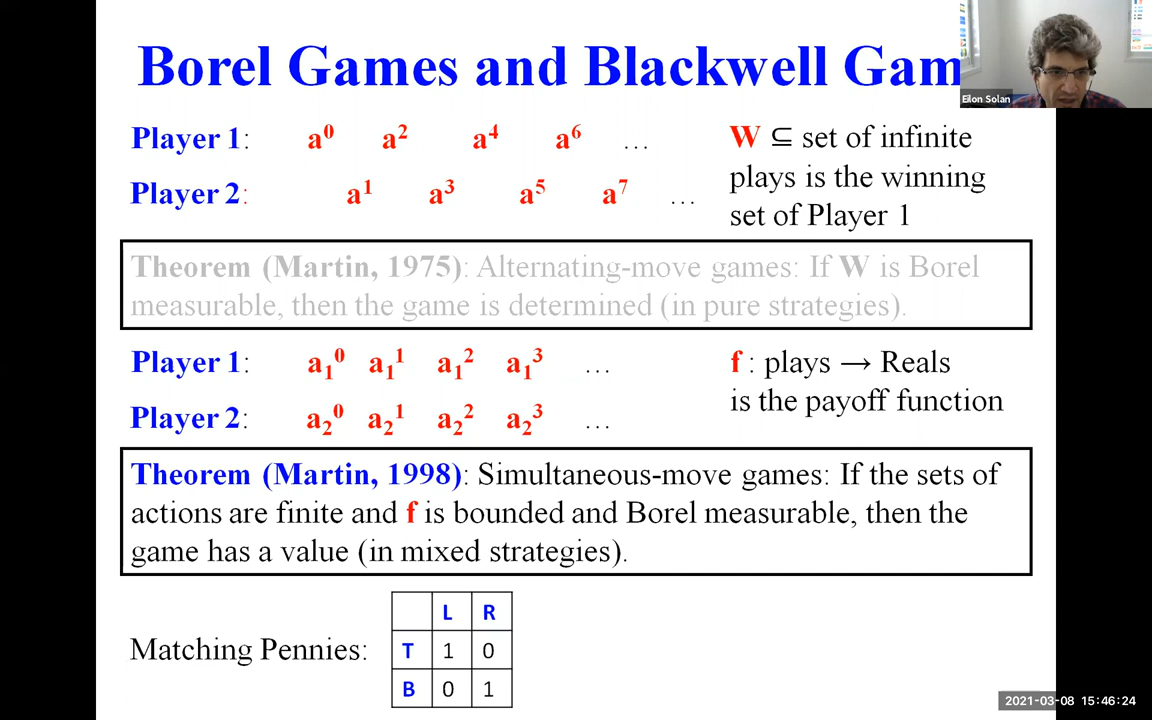 Borel Games and Blackwell Gam
Eilon Solan
Player 1: a⁰ a² a⁴ a⁶ …
Player 2: a¹ a³ a⁵ a⁷ …
W ⊆ set of infinite
plays is the winning
set of Player 1
Theorem (Martin, 1975): Alternating-move games: If W is Borel
measurable, then the game is determined (in pure strategies).
Player 1: a₁⁰ a₁¹ a₁² a₁³ …
Player 2: a₂⁰ a₂¹ a₂² a₂³ …
f : plays → Reals
is the payoff function
Theorem (Martin, 1998): Simultaneous-move games: If the sets of
actions are finite and f is bounded and Borel measurable, then the
game has a value (in mixed strategies).
Matching Pennies:
L R
T 1 0
B 0 1
2021-03-08 15:46:24